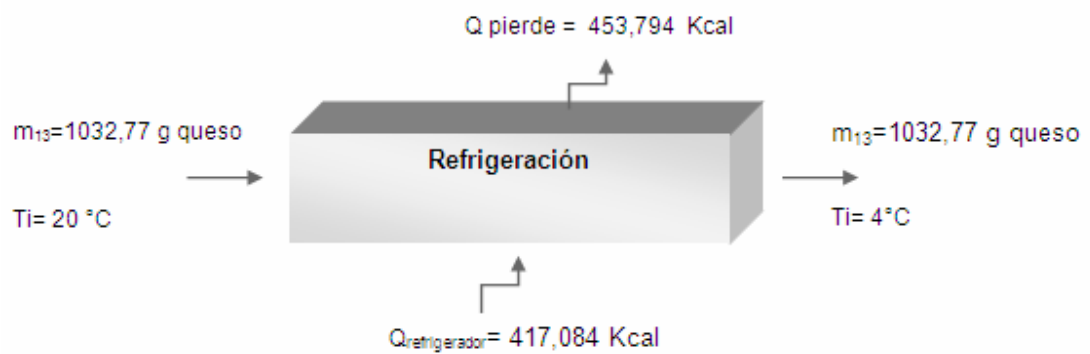 Q pierde = 453,794 Kcal
m₁₃=1032,77 g queso
Ti= 20 °C
Refrigeración
m₁₃=1032,77 g queso
Ti= 4°C
Qrefrigerador= 417,084 Kcal